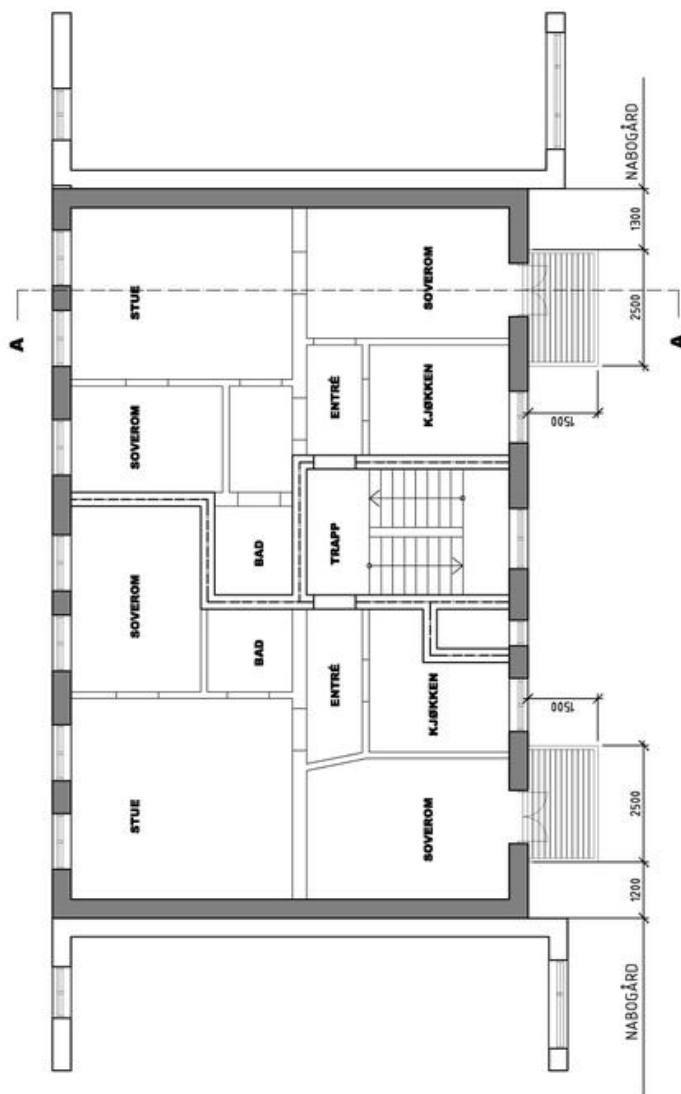 NABOGÅRD
1300
2500
1500
1500
2500
1200
NABOGÅRD
A
A
STUE
SOVEROM
SOVEROM
ENTRÉ
KJØKKEN
BAD
TRAPP
SOVEROM
BAD
ENTRÉ
KJØKKEN
STUE
SOVEROM